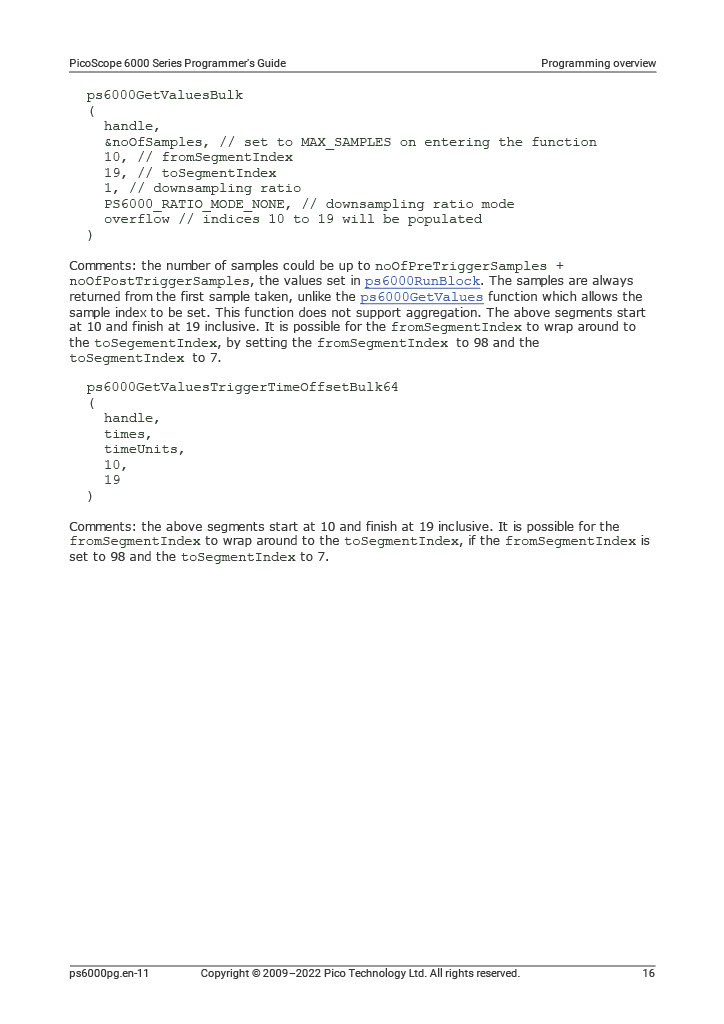 PicoScope 6000 Series Programmer's Guide Programming overview
ps6000GetValuesBulk
(
handle,
&noOfSamples, // set to MAX_SAMPLES on entering the function
10, // fromSegmentIndex
19, // toSegmentIndex
1, // downsampling ratio
PS6000_RATIO_MODE_NONE, // downsampling ratio mode
overflow // indices 10 to 19 will be populated
)
Comments: the number of samples could be up to noOfPreTriggerSamples +
noOfPostTriggerSamples, the values set in ps6000RunBlock. The samples are always
returned from the first sample taken, unlike the ps6000GetValues function which allows the
sample index to be set. This function does not support aggregation. The above segments start
at 10 and finish at 19 inclusive. It is possible for the fromSegmentIndex to wrap around to
the toSegementIndex, by setting the fromSegmentIndex to 98 and the
toSegmentIndex to 7.
ps6000GetValuesTriggerTimeOffsetBulk64
(
handle,
times,
timeUnits,
10,
19
)
Comments: the above segments start at 10 and finish at 19 inclusive. It is possible for the
fromSegmentIndex to wrap around to the toSegmentIndex, if the fromSegmentIndex is
set to 98 and the toSegmentIndex to 7.
ps6000pg.en-11 Copyright © 2009–2022 Pico Technology Ltd. All rights reserved. 16